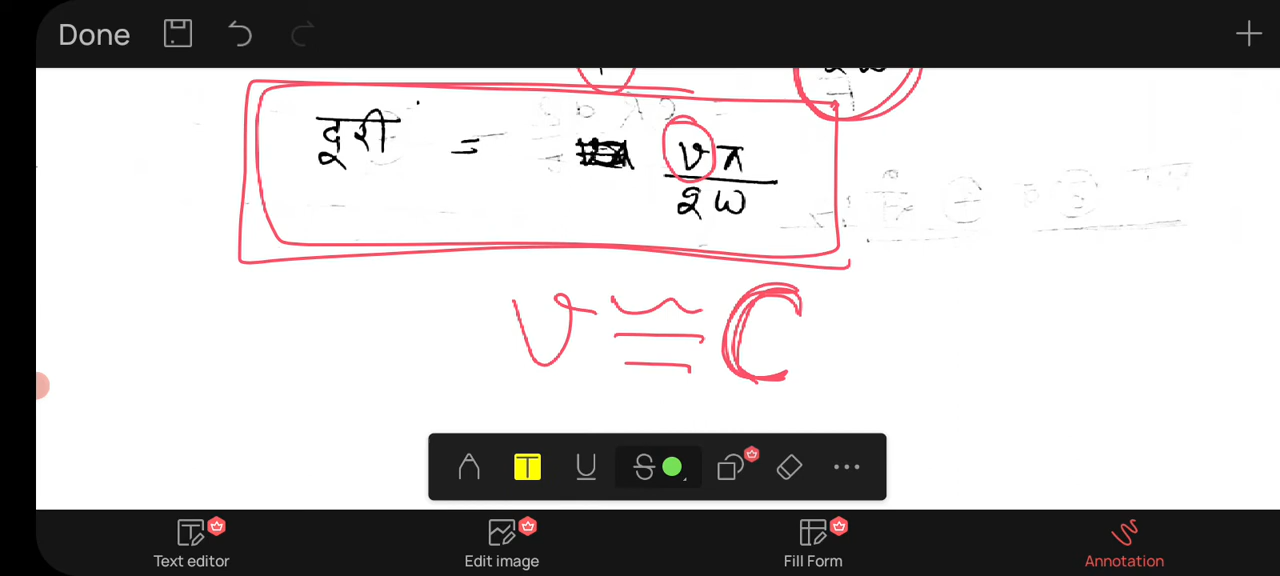 Done
दूरी = vπ
2ω
v ≅ C
T U S
Text editor Edit image Fill Form Annotation